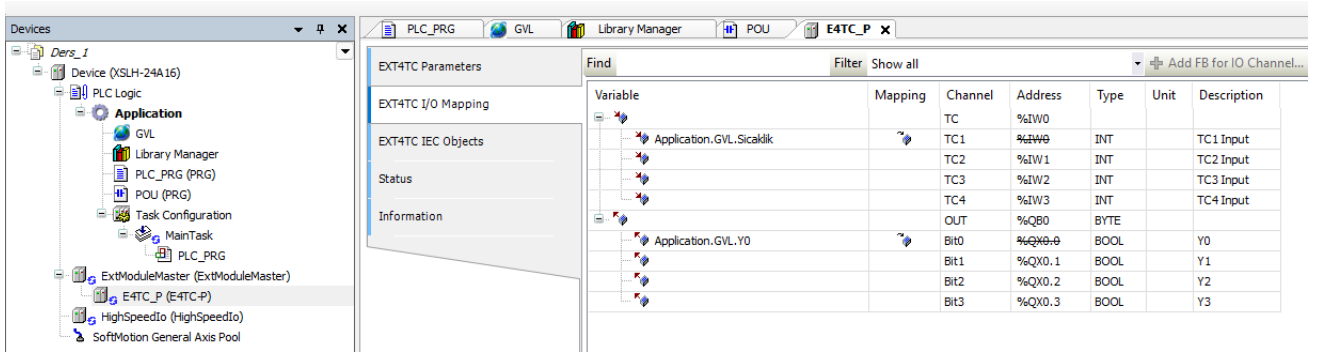 Devices
Ders_1
Device (XSLH-24A16)
PLC Logic
Application
GVL
Library Manager
PLC_PRG (PRG)
POU (PRG)
Task Configuration
MainTask
PLC_PRG
ExtModuleMaster (ExtModuleMaster)
E4TC_P (E4TC-P)
HighSpeedIo (HighSpeedIo)
SoftMotion General Axis Pool
PLC_PRG GVL Library Manager POU E4TC_P
EXT4TC Parameters
EXT4TC I/O Mapping
EXT4TC IEC Objects
Status
Information
Find Filter Show all Add FB for IO Channel...
Variable Mapping Channel Address Type Unit Description
TC %IW0
Application.GVL.Sicaklik TC1 %IW0 INT TC1 Input
TC2 %IW1 INT TC2 Input
TC3 %IW2 INT TC3 Input
TC4 %IW3 INT TC4 Input
OUT %QB0 BYTE
Application.GVL.Y0 Bit0 %QX0.0 BOOL Y0
Bit1 %QX0.1 BOOL Y1
Bit2 %QX0.2 BOOL Y2
Bit3 %QX0.3 BOOL Y3